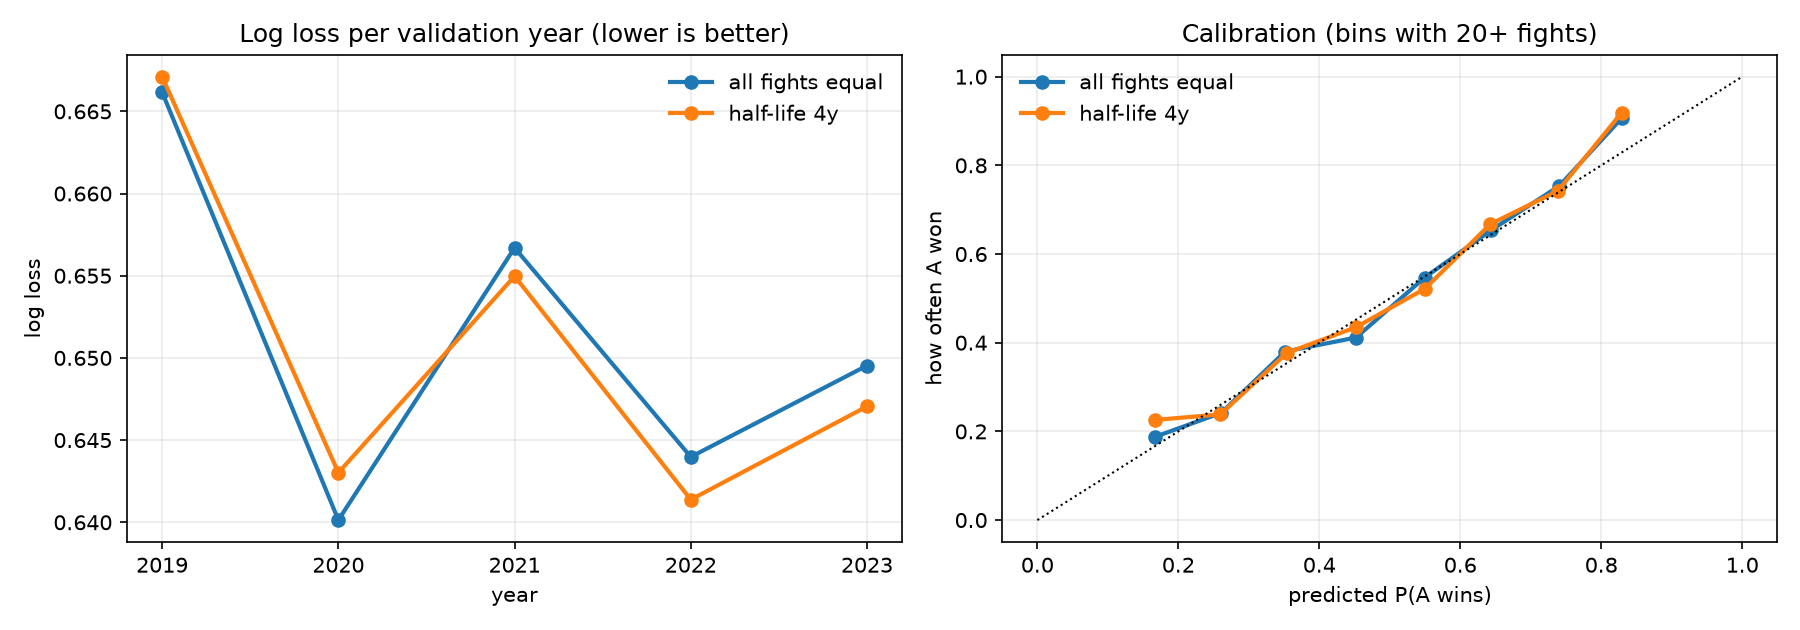 Log loss per validation year (lower is better)
all fights equal
half-life 4y
0.665
0.660
0.655
0.650
0.645
0.640
log loss
2019 2020 2021 2022 2023
year
Calibration (bins with 20+ fights)
all fights equal
half-life 4y
1.0
0.8
0.6
0.4
0.2
0.0
how often A won
0.0 0.2 0.4 0.6 0.8 1.0
predicted P(A wins)